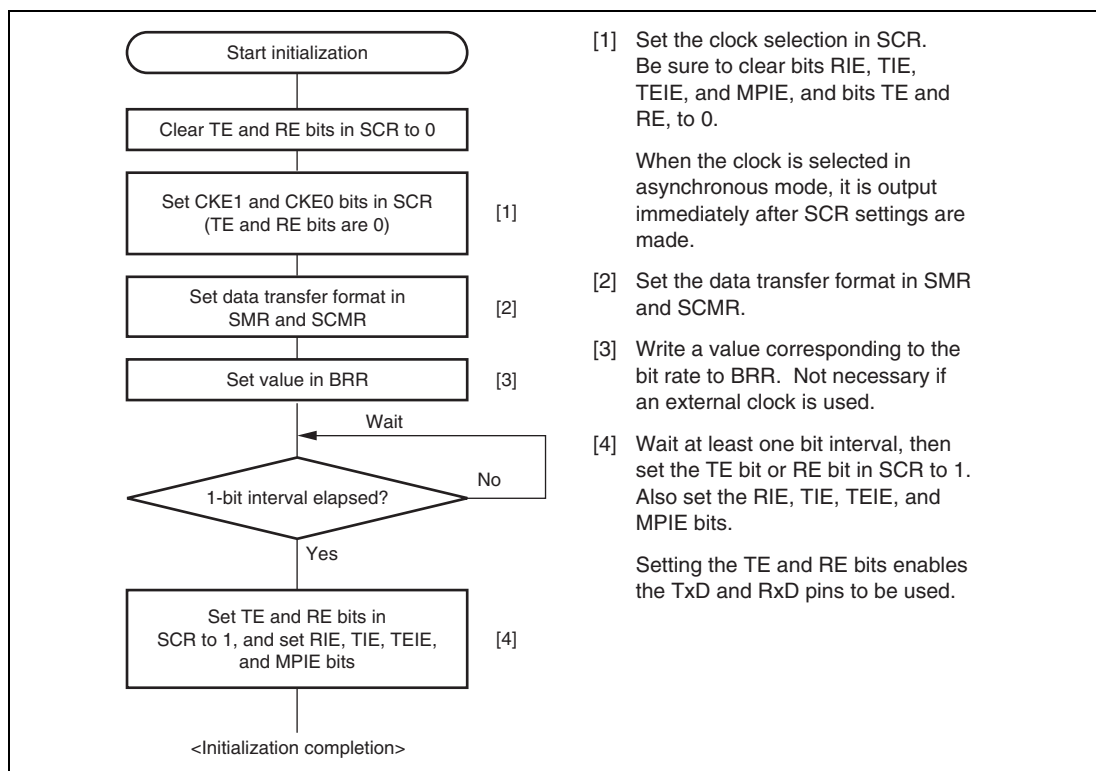 Start initialization
Clear TE and RE bits in SCR to 0
Set CKE1 and CKE0 bits in SCR
(TE and RE bits are 0)
[1]
Set data transfer format in
SMR and SCMR
[2]
Set value in BRR
[3]
Wait
1-bit interval elapsed?
No
Yes
Set TE and RE bits in
SCR to 1, and set RIE, TIE, TEIE,
and MPIE bits
[4]
<Initialization completion>
[1] Set the clock selection in SCR.
Be sure to clear bits RIE, TIE,
TEIE, and MPIE, and bits TE and
RE, to 0.
When the clock is selected in
asynchronous mode, it is output
immediately after SCR settings are
made.
[2] Set the data transfer format in SMR
and SCMR.
[3] Write a value corresponding to the
bit rate to BRR. Not necessary if
an external clock is used.
[4] Wait at least one bit interval, then
set the TE bit or RE bit in SCR to 1.
Also set the RIE, TIE, TEIE, and
MPIE bits.
Setting the TE and RE bits enables
the TxD and RxD pins to be used.